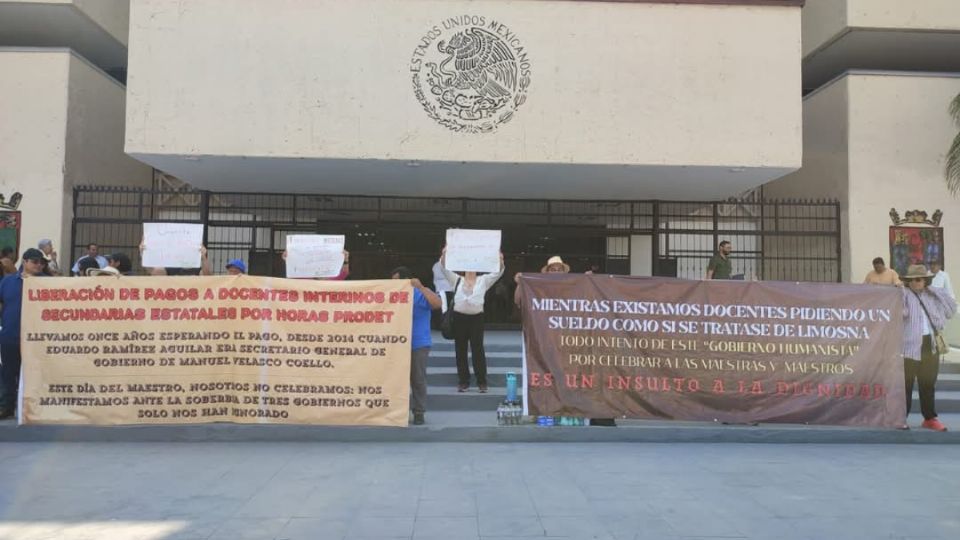 ESTADOS UNIDOS MEXICANOS
LIBERACIÓN DE PAGOS A DOCENTES INTERINOS DE
SECUNDARIAS ESTATALES POR HORAS PRODET
LLEVAMOS ONCE AÑOS ESPERANDO EL PAGO, DESDE 2014 CUANDO
EDUARDO RAMÍREZ AGUILAR ERA SECRETARIO GENERAL DE
GOBIERNO DE MANUEL VELASCO COELLO.
ESTE DÍA DEL MAESTRO, NOSOTIOS NO CELEBRAMOS: NOS
MANIFESTAMOS ANTE LA SOBERBIA DE TRES GOBIERNOS QUE
SOLO NOS HAN IGNORADO
MIENTRAS EXISTAMOS DOCENTES PIDIENDO UN
SUELDO COMO SI SE TRATASE DE LIMOSNA
TODO INTENTO DE ESTE "GOBIERNO HUMANISTA"
POR CELEBRAR A LAS MAESTRAS Y MAESTROS
ES UN INSULTO A LA DIGNIDAD